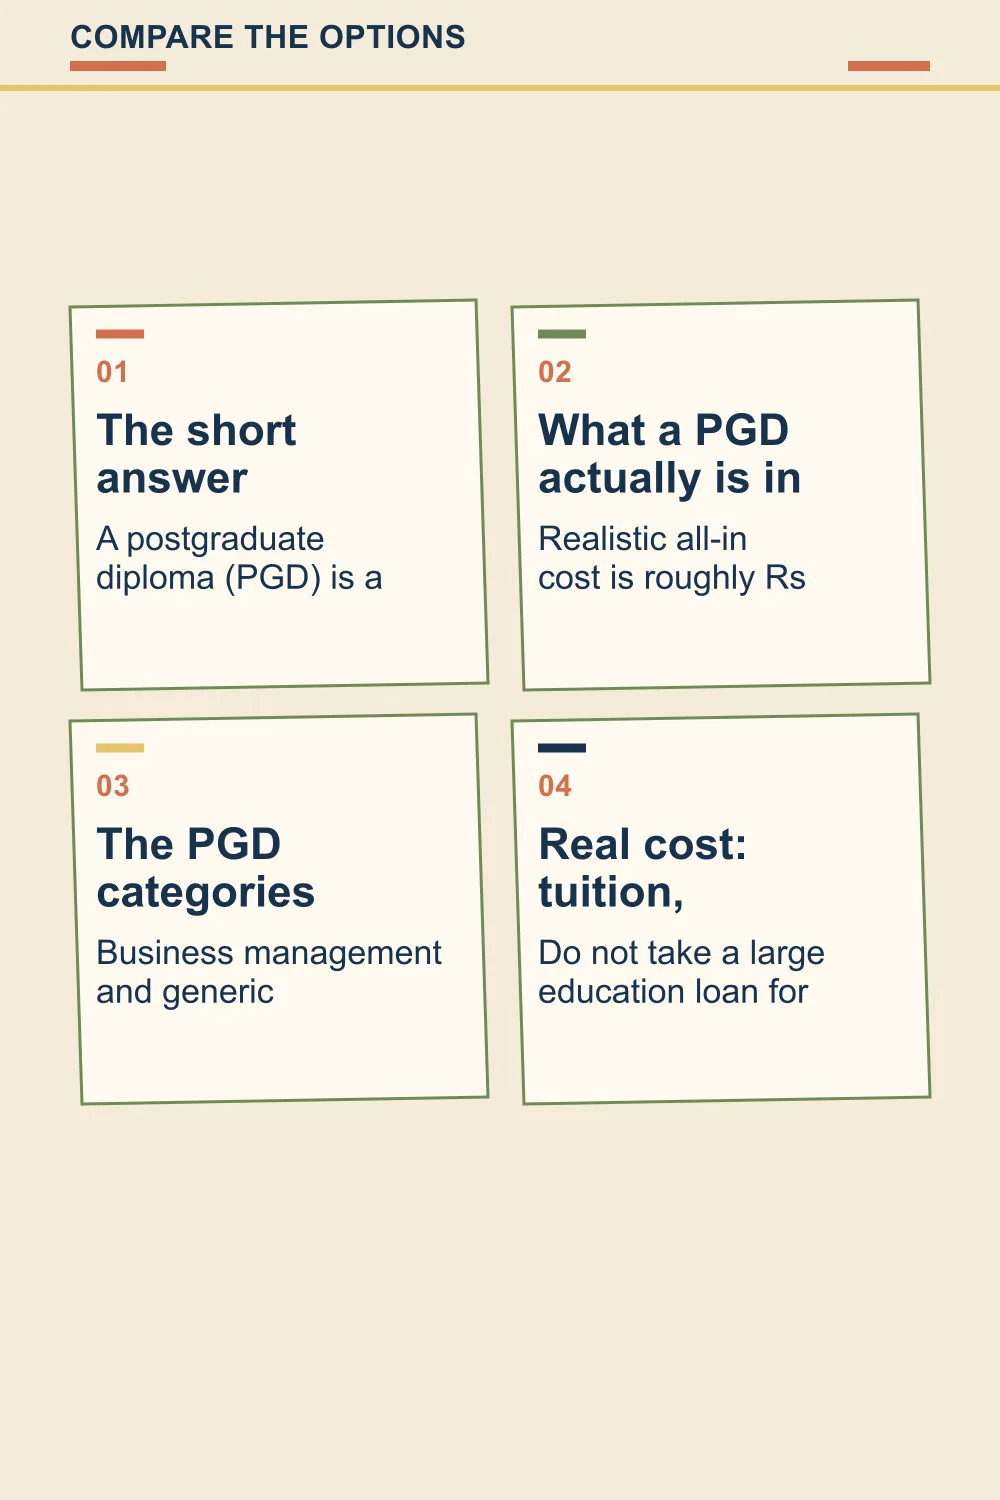 COMPARE THE OPTIONS
01
The short
answer
A postgraduate
diploma (PGD) is a
02
What a PGD
actually is in
Realistic all-in
cost is roughly Rs
03
The PGD
categories
Business management
and generic
04
Real cost:
tuition,
Do not take a large
education loan for